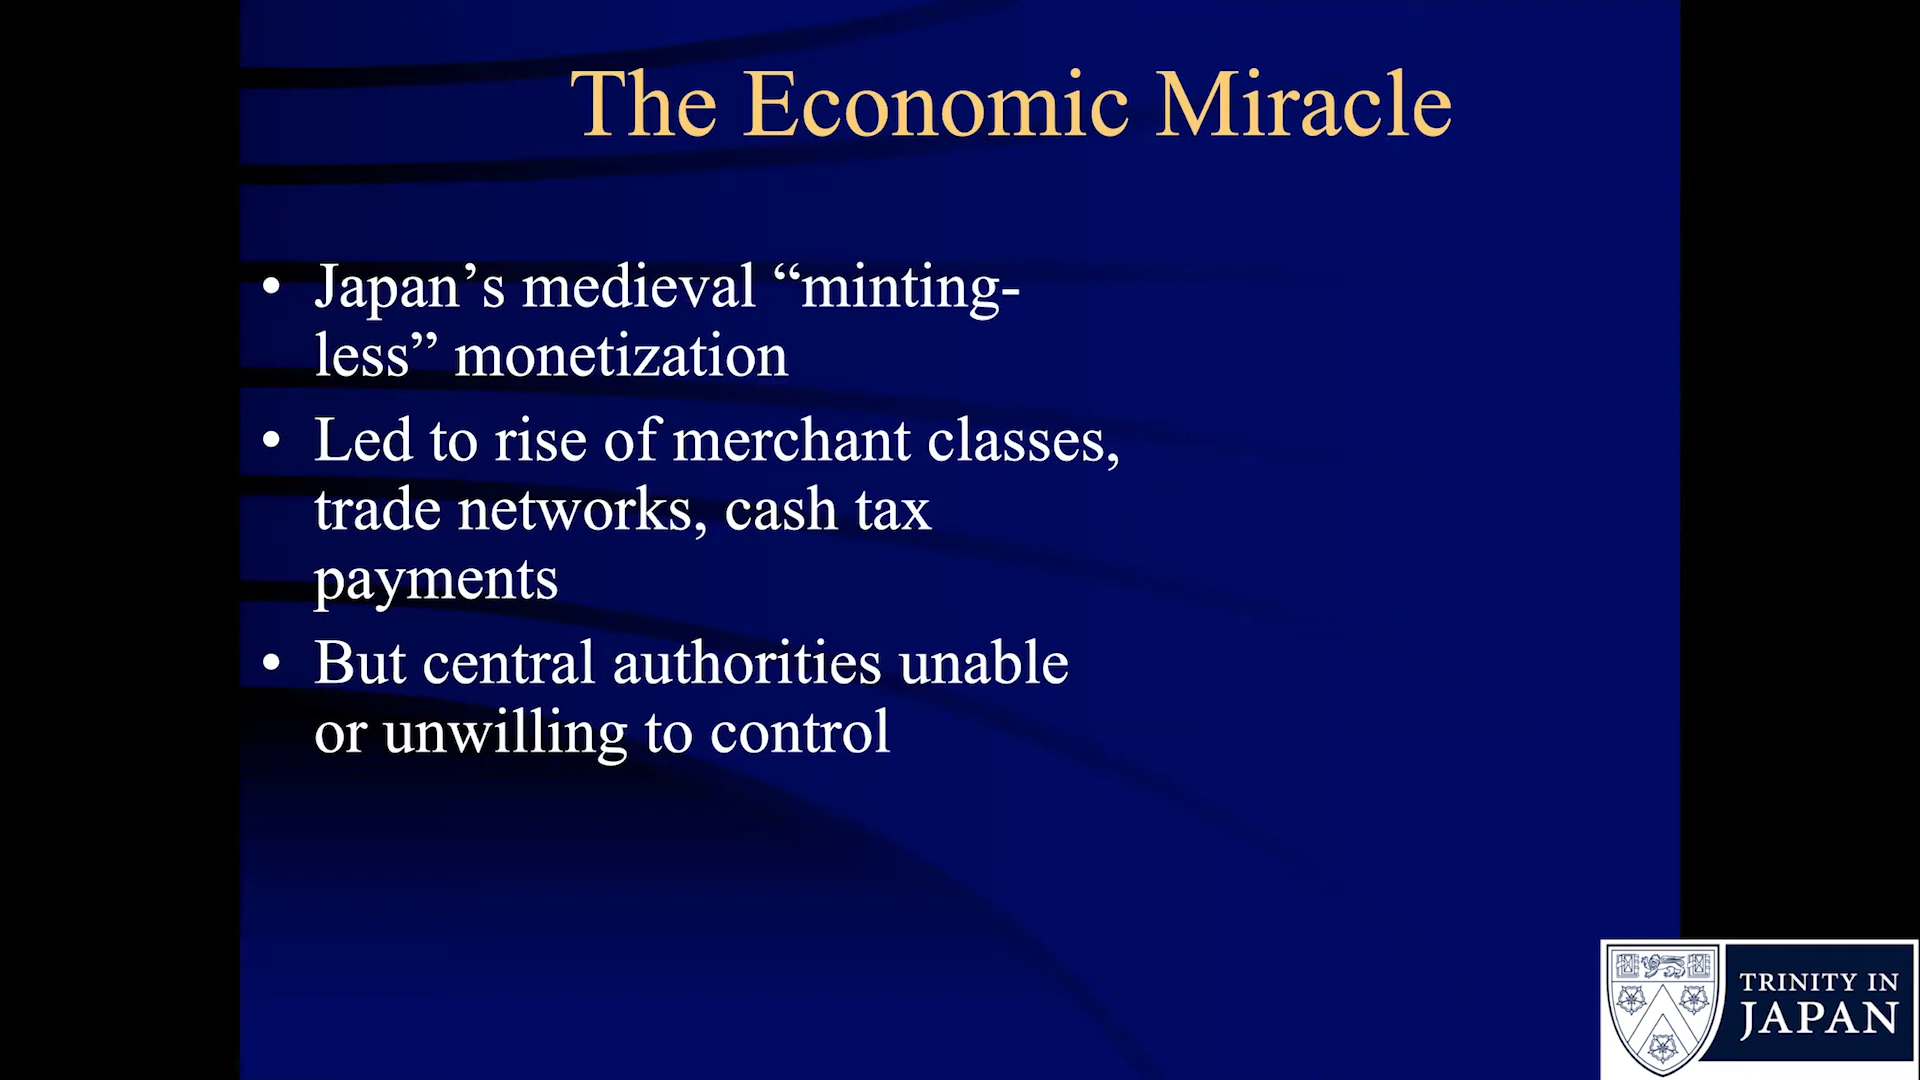 The Economic Miracle
• Japan’s medieval “minting-
less” monetization
• Led to rise of merchant classes,
trade networks, cash tax
payments
• But central authorities unable
or unwilling to control
TRINITY IN
JAPAN